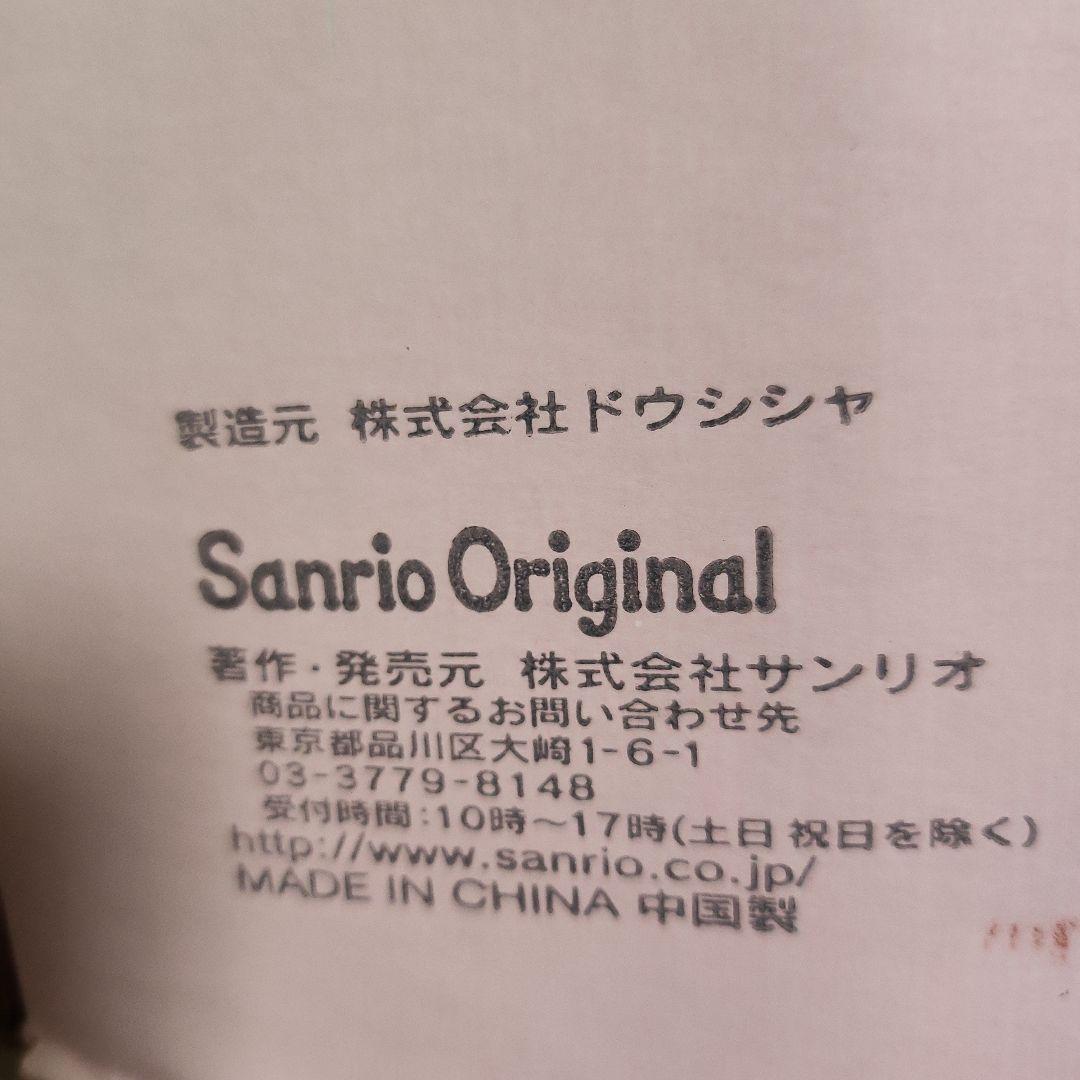 製造元 株式会社ドウシシャ
Sanrio Original
著作・発売元 株式会社サンリオ
商品に関するお問い合わせ先
東京都品川区大崎1-6-1
03-3779-8148
受付時間:10時～17時(土日祝日を除く)
http://www.sanrio.co.jp/
MADE IN CHINA 中国製